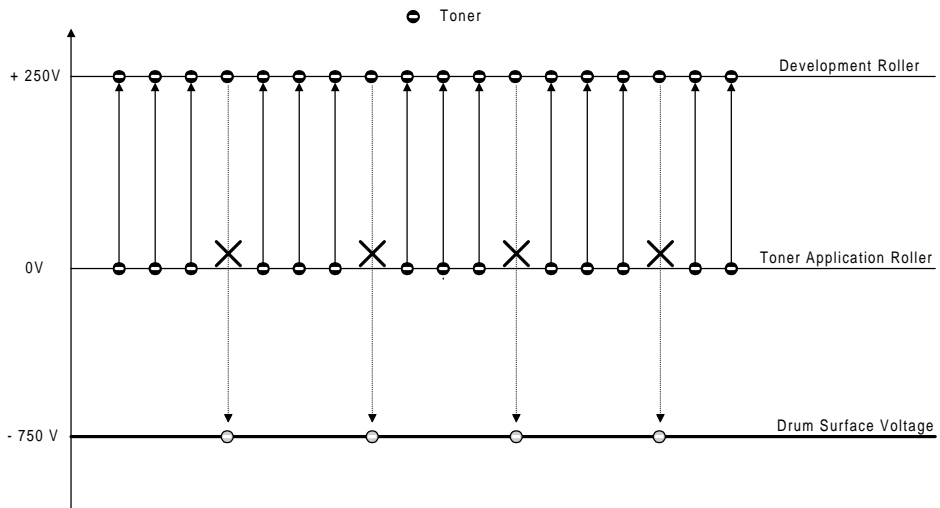 Toner
+ 250V
Development Roller
0V
Toner Application Roller
- 750 V
Drum Surface Voltage